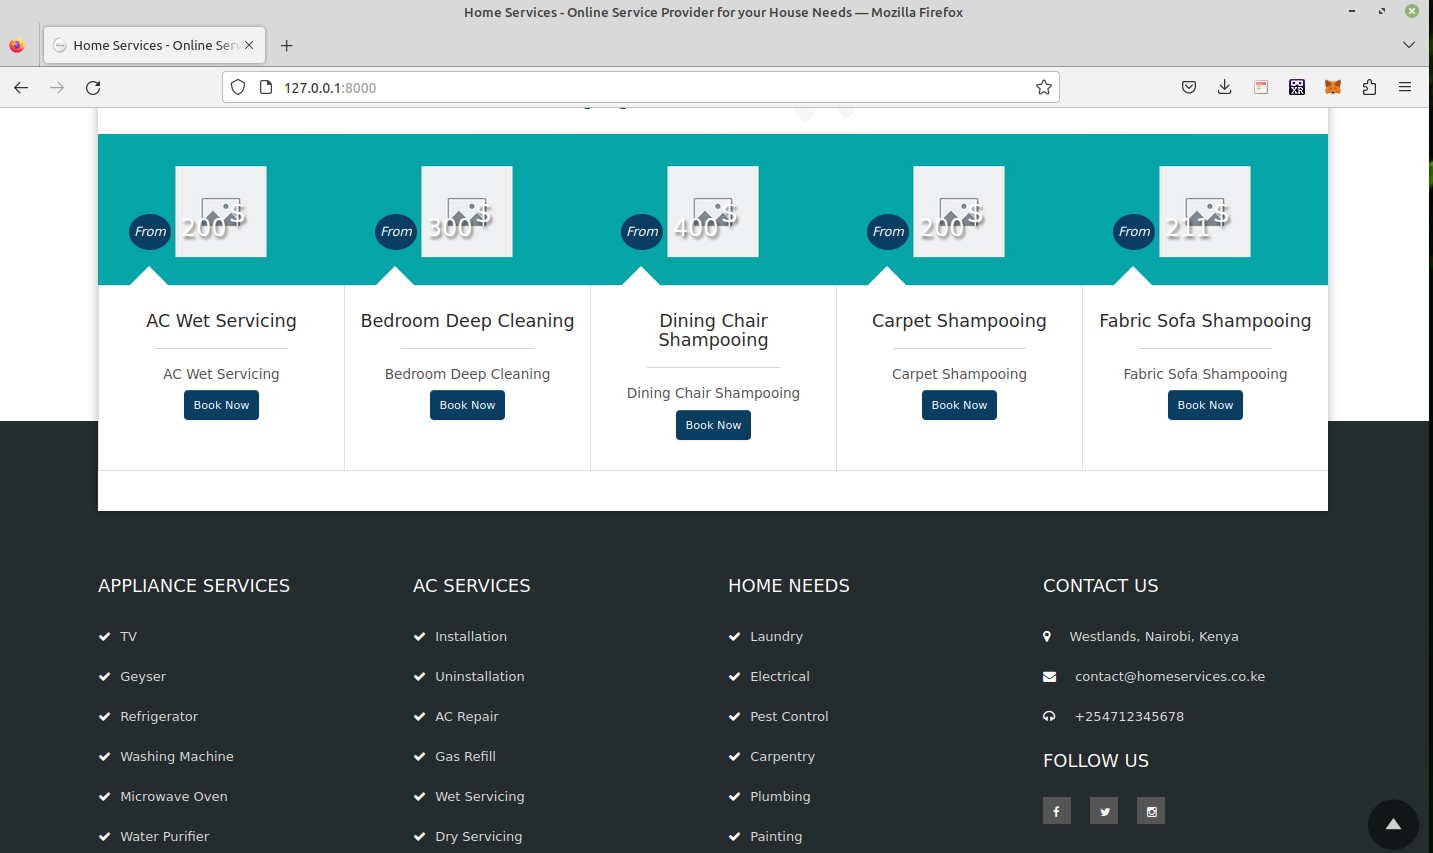 Home Services - Online Service Provider for your House Needs — Mozilla Firefox
Home Services - Online Serv
127.0.0.1:8000
XR
From 200$
From 300$
From 400$
From 200$
From 211$
AC Wet Servicing
Bedroom Deep Cleaning
Dining Chair
Shampooing
Carpet Shampooing
Fabric Sofa Shampooing
AC Wet Servicing
Bedroom Deep Cleaning
Dining Chair Shampooing
Carpet Shampooing
Fabric Sofa Shampooing
Book Now
Book Now
Book Now
Book Now
Book Now
APPLIANCE SERVICES
TV
Geyser
Refrigerator
Washing Machine
Microwave Oven
Water Purifier
AC SERVICES
Installation
Uninstallation
AC Repair
Gas Refill
Wet Servicing
Dry Servicing
HOME NEEDS
Laundry
Electrical
Pest Control
Carpentry
Plumbing
Painting
CONTACT US
Westlands, Nairobi, Kenya
contact@homeservices.co.ke
+254712345678
FOLLOW US